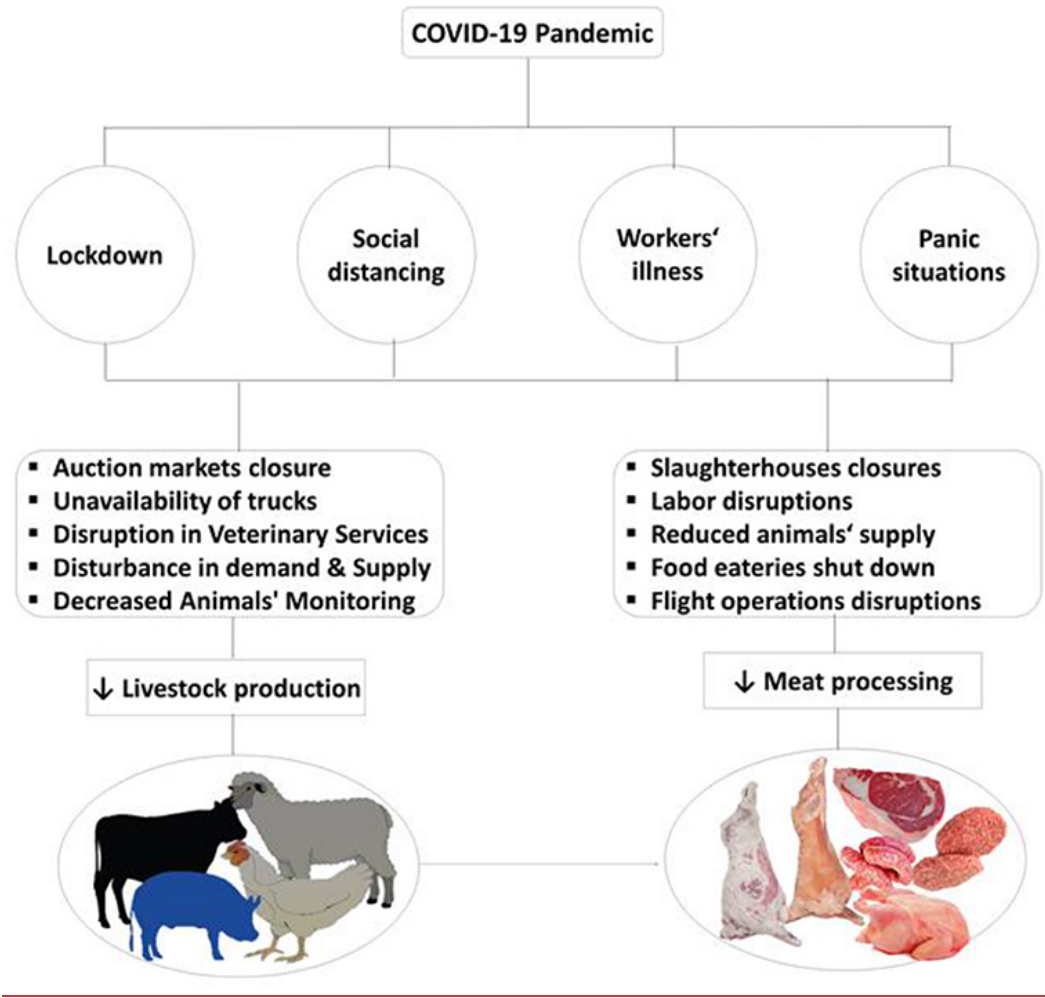 COVID-19 Pandemic
Lockdown
Social
distancing
Workers‘
illness
Panic
situations
▪ Auction markets closure
▪ Unavailability of trucks
▪ Disruption in Veterinary Services
▪ Disturbance in demand & Supply
▪ Decreased Animals' Monitoring
▪ Slaughterhouses closures
▪ Labor disruptions
▪ Reduced animals‘ supply
▪ Food eateries shut down
▪ Flight operations disruptions
↓ Livestock production
↓ Meat processing